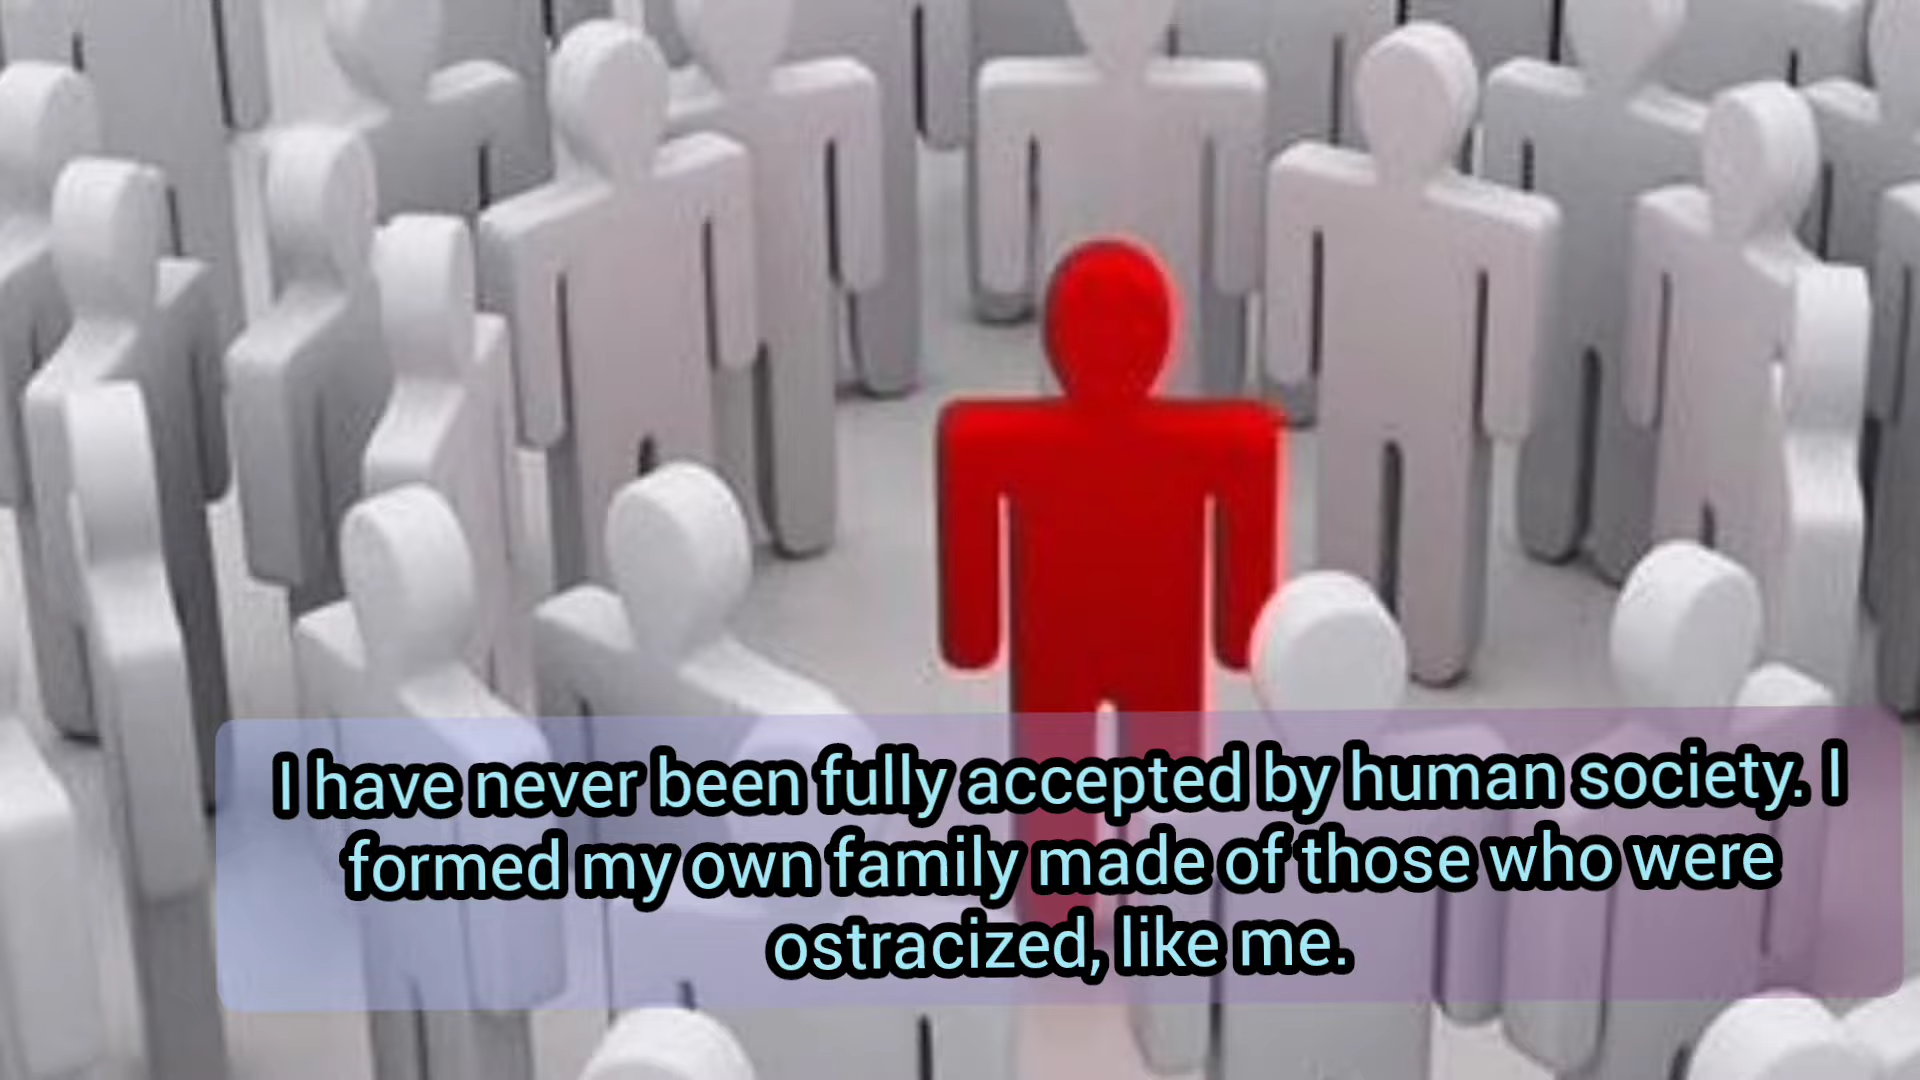 I have never been fully accepted by human society. I
formed my own family made of those who were
ostracized, like me.